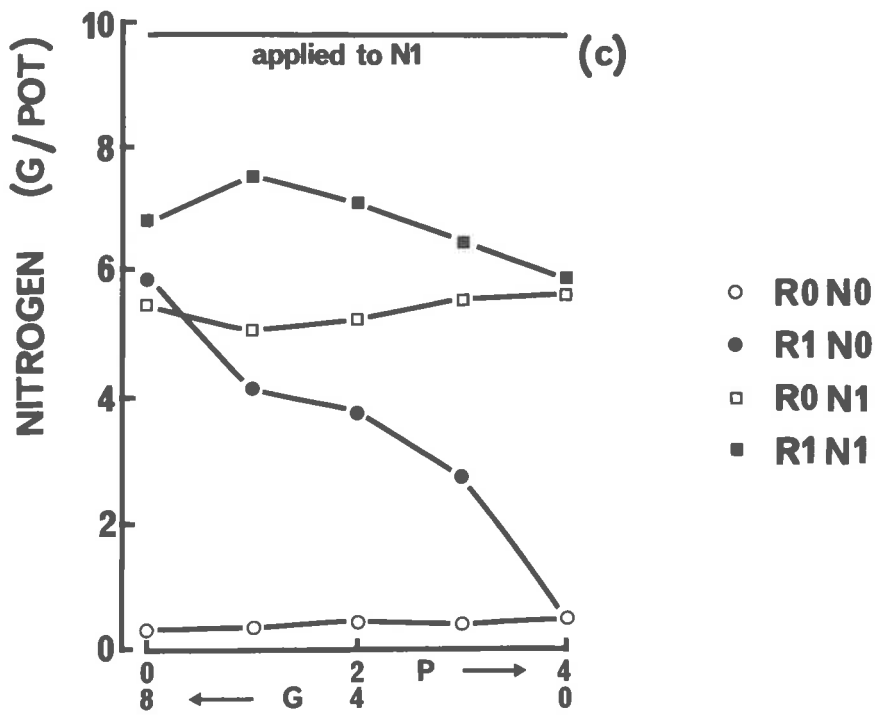 10
applied to N1
(c)
8
6
4
2
0
NITROGEN (G/POT)
R0 N0
R1 N0
R0 N1
R1 N1
0 2 P 4
8 G 4 0